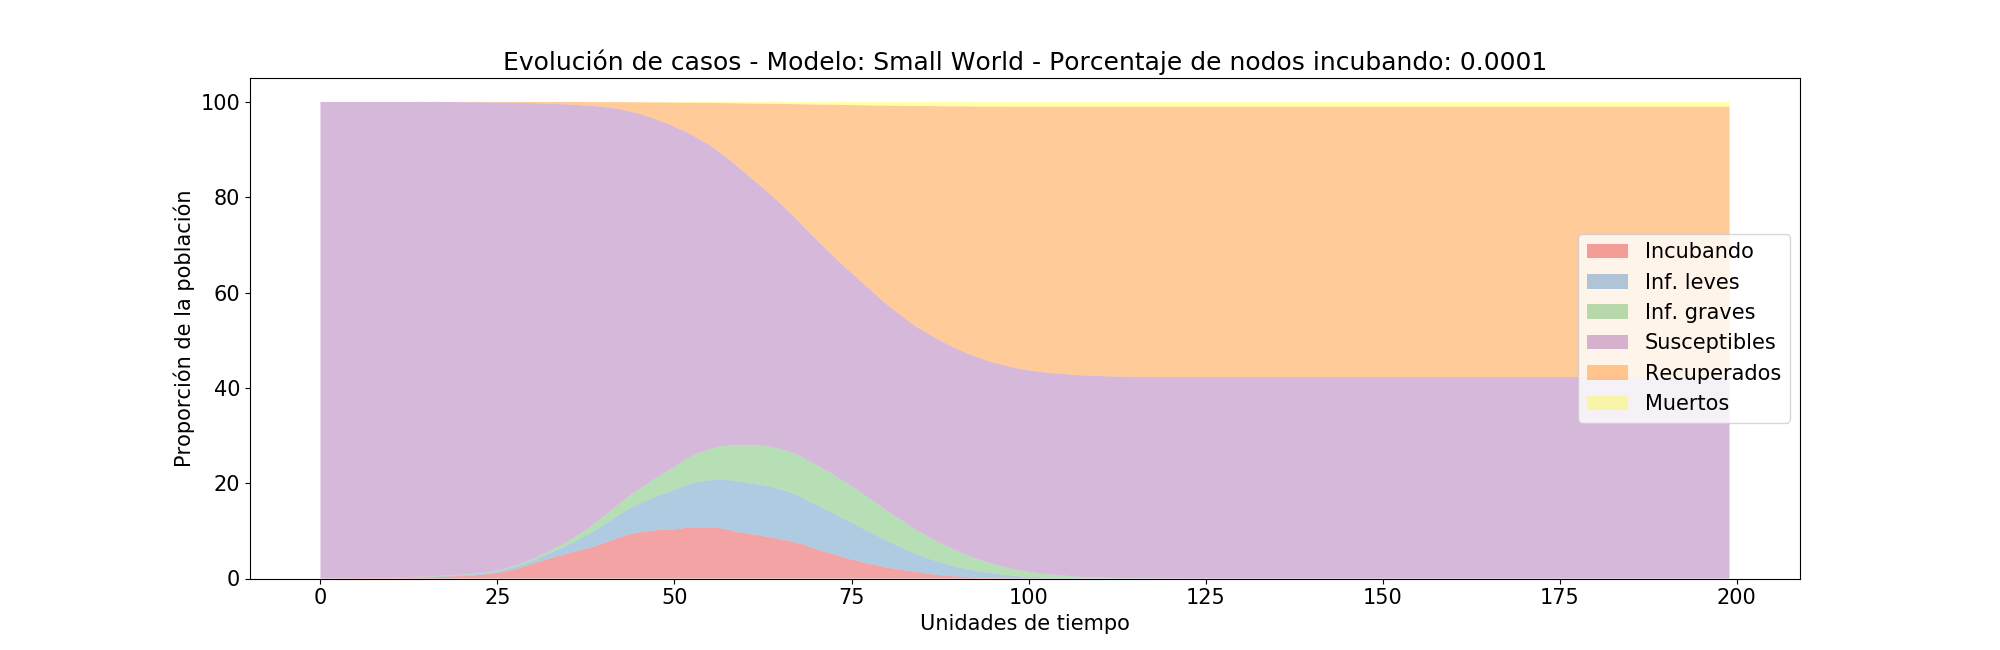 Evolución de casos - Modelo: Small World - Porcentaje de nodos incubando: 0.0001
Proporción de la población
100
80
60
40
20
0
Incubando
Inf. leves
Inf. graves
Susceptibles
Recuperados
Muertos
0 25 50 75 100 125 150 175 200
Unidades de tiempo